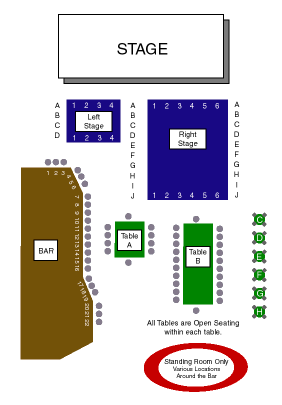 STAGE
A
B
C
D
1 2 3 4
Left
Stage
1 2 3 4
A
B
C
D
E
F
G
H
I
J
1 2 3 4 5 6
Right
Stage
1 2 3 4 5 6
A
B
C
D
E
F
G
H
I
J
1 2 3 4 5 6 7 8 9 10 11 12 13 14 15 16 17 18 19 20 21 22
BAR
Table
A
Table
B
C
D
E
F
G
H
All Tables are Open Seating
within each table.
Standing Room Only
Various Locations
Around the Bar